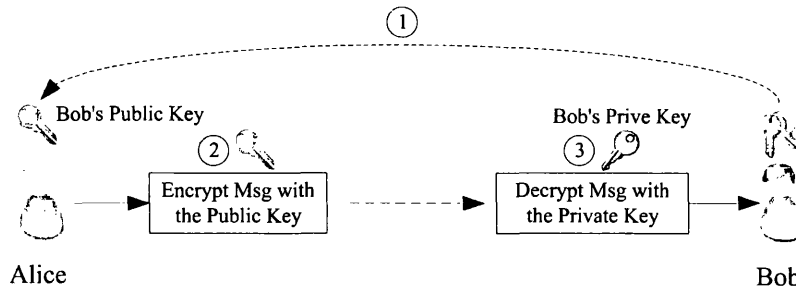 1
Bob's Public Key
Bob's Prive Key
2
3
Encrypt Msg with
the Public Key
Decrypt Msg with
the Private Key
Alice
Bob